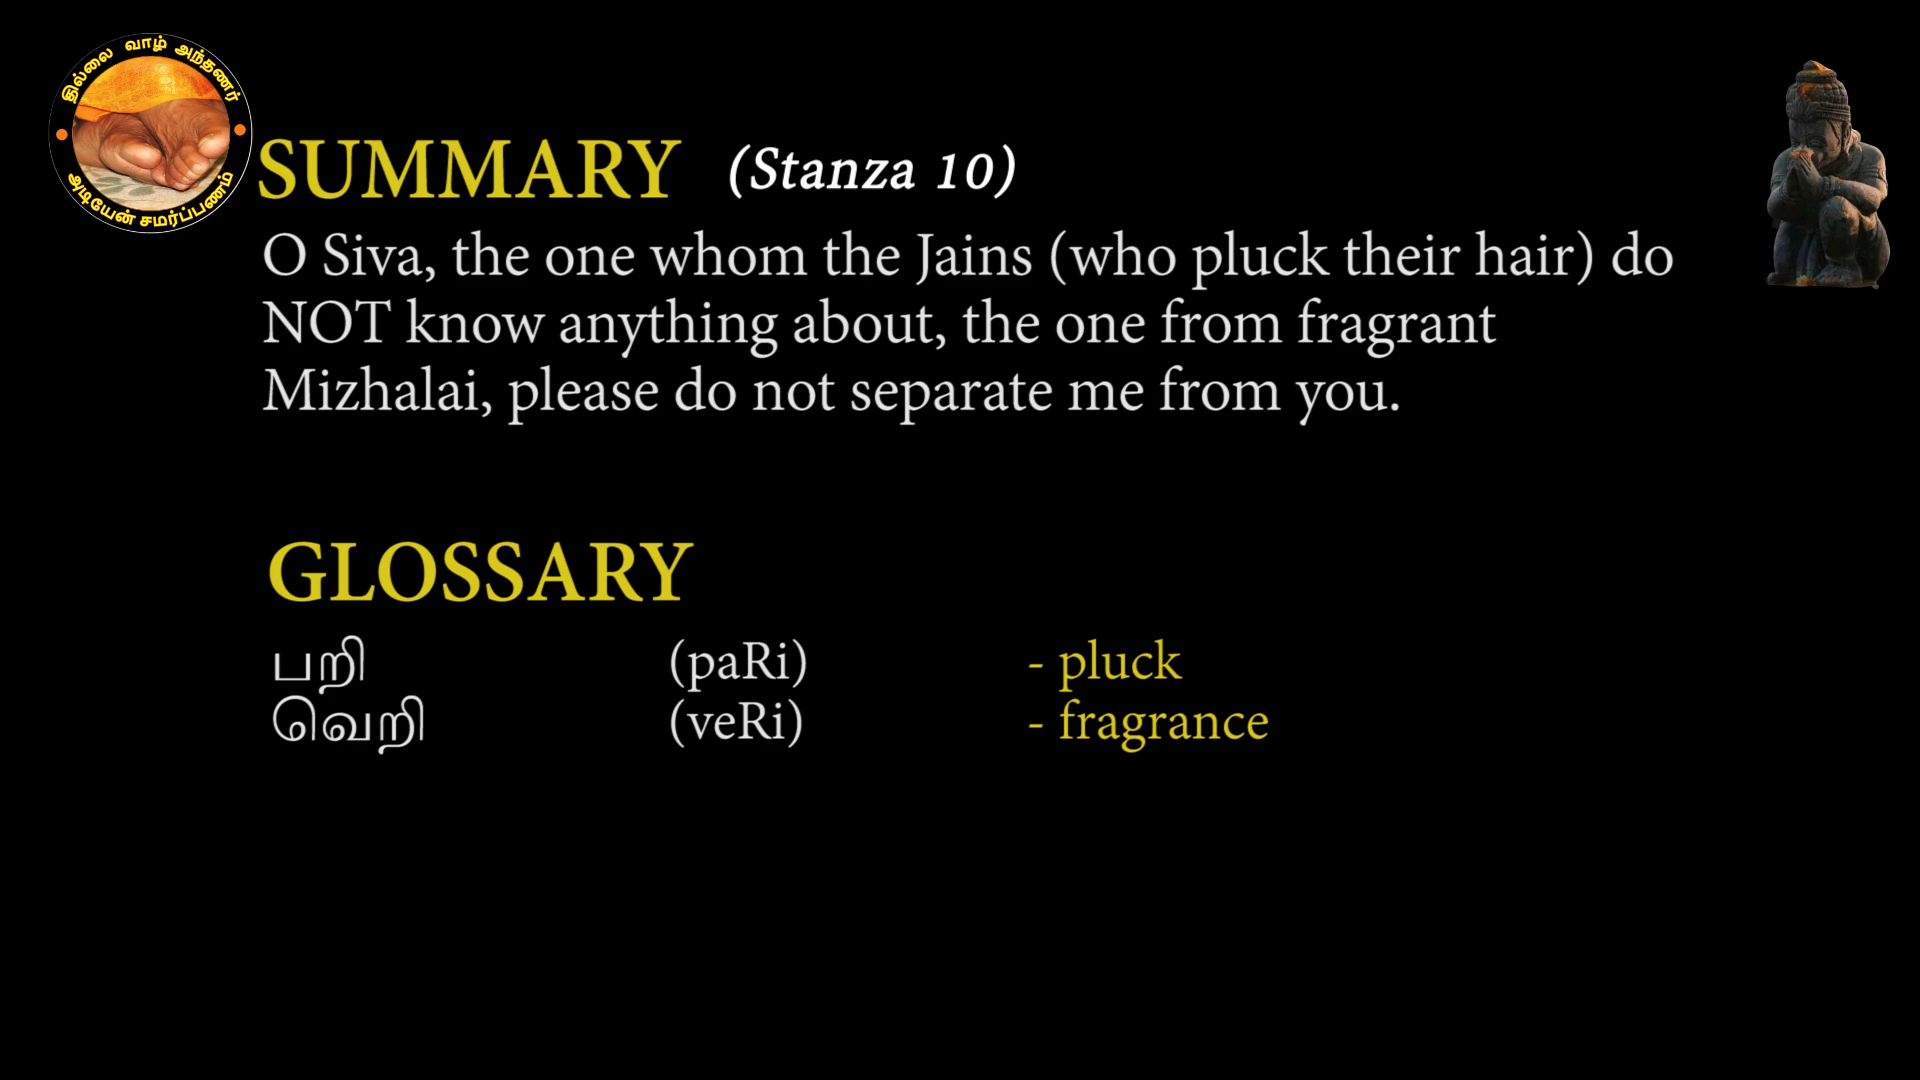 இல்லை வாழ் அந்தணர்
அடியேன் சமர்ப்பணம்
SUMMARY (Stanza 10)
O Siva, the one whom the Jains (who pluck their hair) do
NOT know anything about, the one from fragrant
Mizhalai, please do not separate me from you.
GLOSSARY
பறி (paRi) - pluck
வெறி (veRi) - fragrance